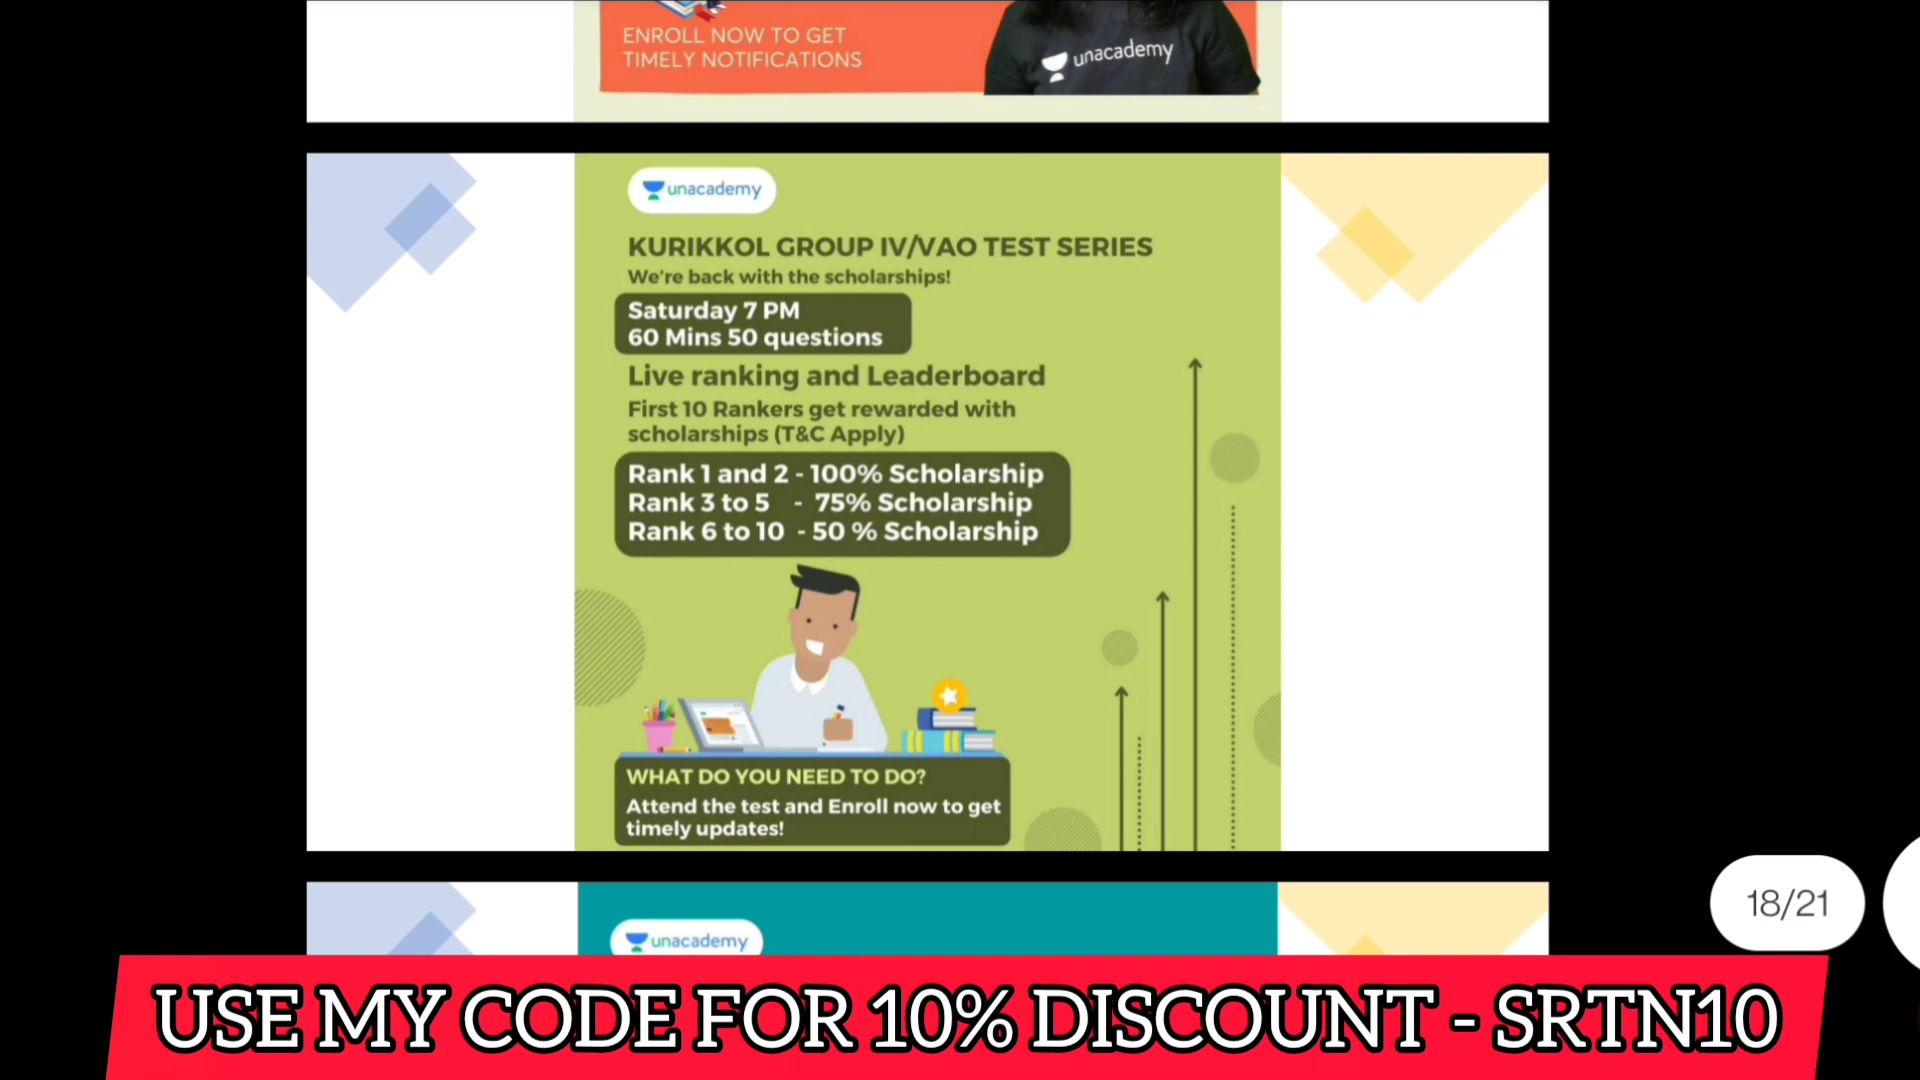 ENROLL NOW TO GET
TIMELY NOTIFICATIONS
unacademy
unacademy
KURIKKOL GROUP IV/VAO TEST SERIES
We're back with the scholarships!
Saturday 7 PM
60 Mins 50 questions
Live ranking and Leaderboard
First 10 Rankers get rewarded with
scholarships (T&C Apply)
Rank 1 and 2 - 100% Scholarship
Rank 3 to 5 - 75% Scholarship
Rank 6 to 10 - 50 % Scholarship
WHAT DO YOU NEED TO DO?
Attend the test and Enroll now to get
timely updates!
18/21
unacademy
USE MY CODE FOR 10% DISCOUNT - SRTN10